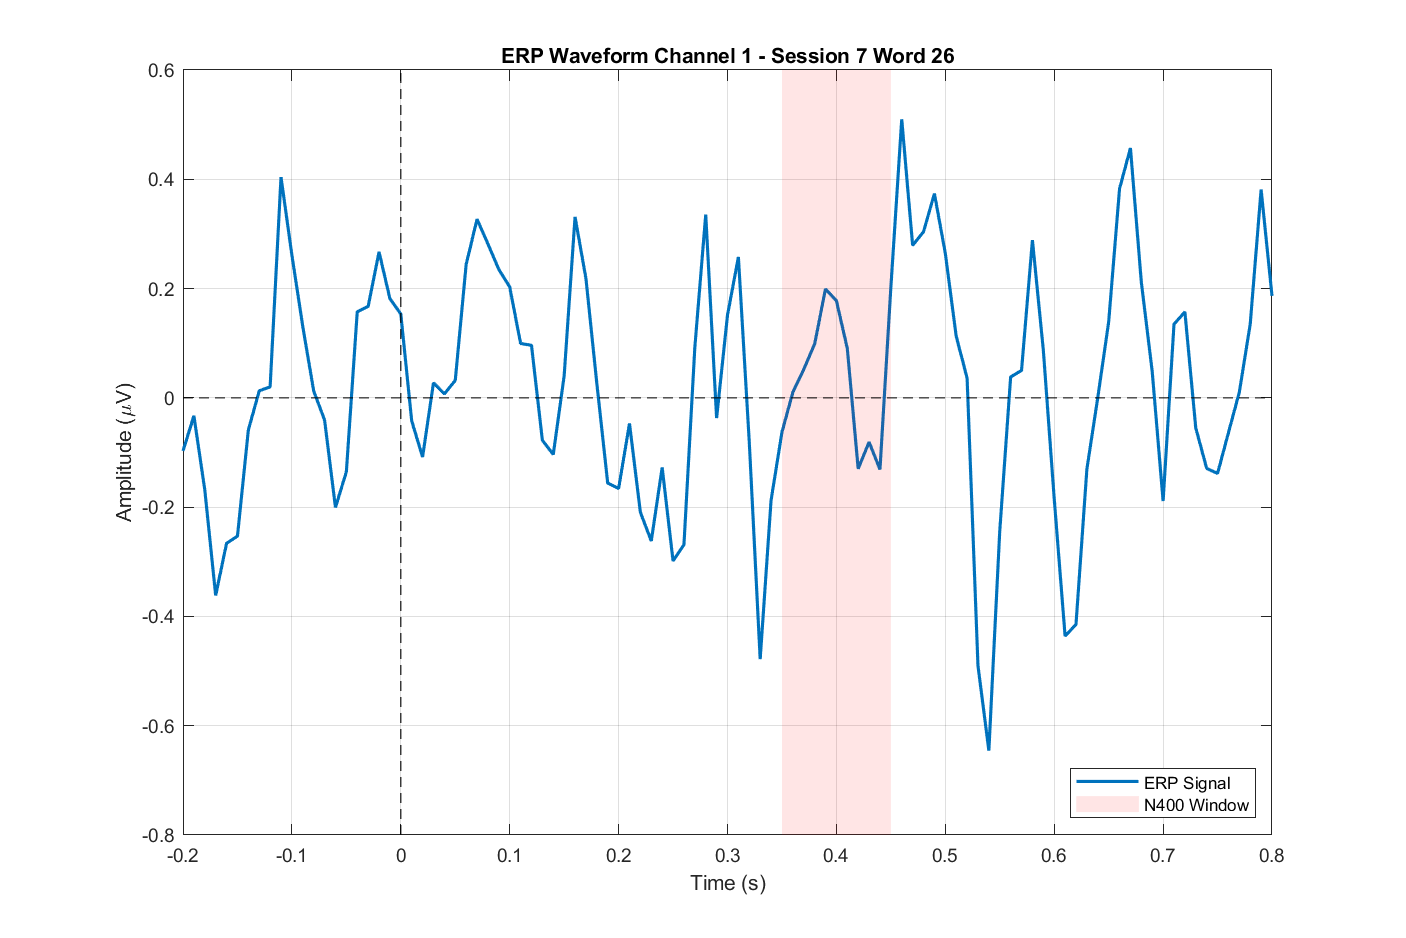 ERP Waveform Channel 1 - Session 7 Word 26
0.6
0.4
0.2
0
-0.2
-0.4
-0.6
-0.8
Amplitude (μV)
-0.2 -0.1 0 0.1 0.2 0.3 0.4 0.5 0.6 0.7 0.8
Time (s)
ERP Signal
N400 Window